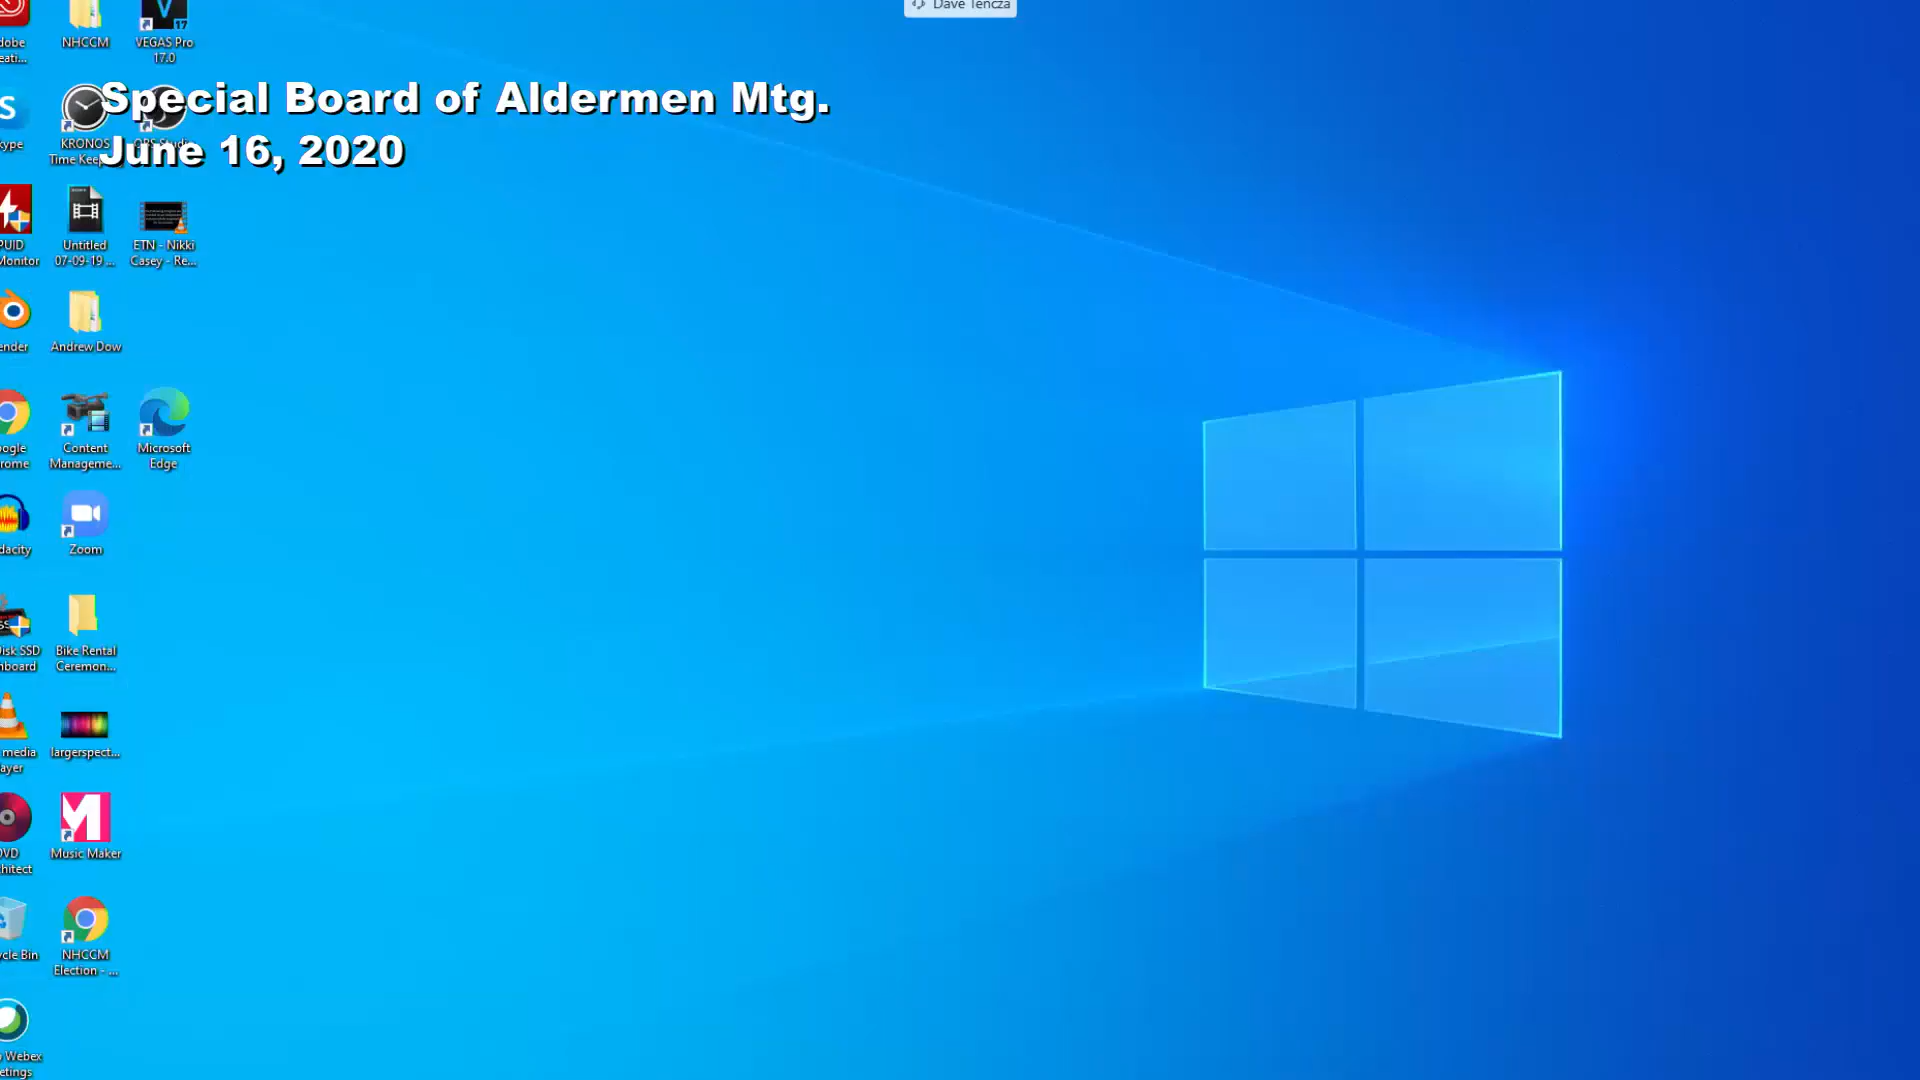 Dave Tencza
NHCCM
VEGAS Pro
17.0
Special Board of Aldermen Mtg.
June 16, 2020
KRONOS
Untitled
07-09-19 ...
ETN - Nikki
Casey - Re...
Andrew Dow
Content
Manageme...
Microsoft
Edge
Zoom
Bike Rental
Ceremon...
largerspect...
Music Maker
NHCCM
Election - ...
Webex